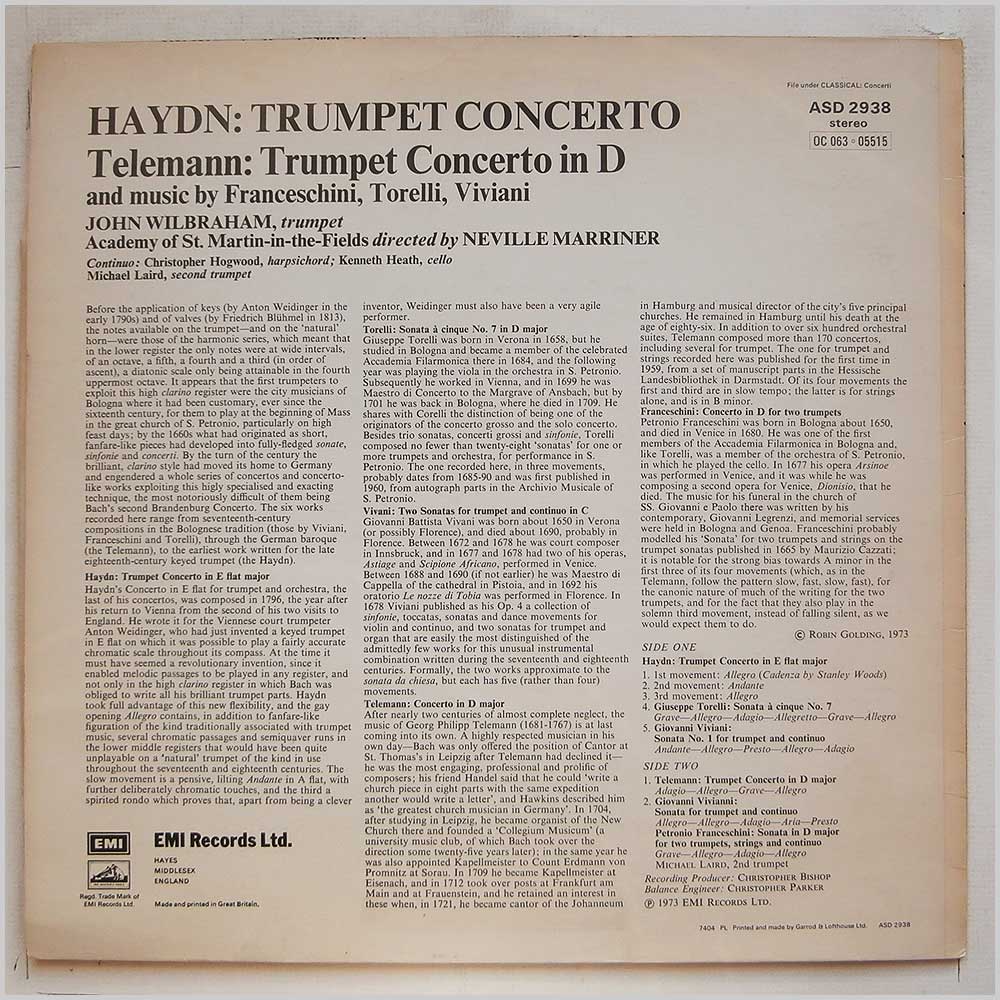 File under CLASSICAL: Concerti
ASD 2938
stereo
OC 063 ◦ 05515
HAYDN: TRUMPET CONCERTO
Telemann: Trumpet Concerto in D
and music by Franceschini, Torelli, Viviani
JOHN WILBRAHAM, trumpet
Academy of St. Martin-in-the-Fields directed by NEVILLE MARRINER
Continuo: Christopher Hogwood, harpsichord; Kenneth Heath, cello
Michael Laird, second trumpet
Before the application of keys (by Anton Weidinger in the
early 1790s) and of valves (by Friedrich Blühmel in 1813),
the notes available on the trumpet—and on the 'natural'
horn—were those of the harmonic series, which meant that
in the lower register the only notes were at wide intervals,
of an octave, a fifth, a fourth and a third (in order of
ascent), a diatonic scale only being attainable in the fourth
uppermost octave. It appears that the first trumpeters to
exploit this high clarino register were the city musicians of
Bologna where it had been customary, ever since the
sixteenth century, for them to play at the beginning of Mass
in the great church of S. Petronio, particularly on high
feast days; by the 1660s what had originated as short,
fanfare-like pieces had developed into fully-fledged sonate,
sinfonie and concerti. By the turn of the century the
brilliant, clarino style had moved its home to Germany
and engendered a whole series of concertos and concerto-
like works exploiting this higly specialised and exacting
technique, the most notoriously difficult of them being
Bach's second Brandenburg Concerto. The six works
recorded here range from seventeenth-century
compositions in the Bolognese tradition (those by Viviani,
Franceschini and Torelli), through the German baroque
(the Telemann), to the earliest work written for the late
eighteenth-century keyed trumpet (the Haydn).
Haydn: Trumpet Concerto in E flat major
Haydn's Concerto in E flat for trumpet and orchestra, the
last of his concertos, was composed in 1796, the year after
his return to Vienna from the second of his two visits to
England. He wrote it for the Viennese court trumpeter
Anton Weidinger, who had just invented a keyed trumpet
in E flat on which it was possible to play a fairly accurate
chromatic scale throughout its compass. At the time it
must have seemed a revolutionary invention, since it
enabled melodic passages to be played in any register, and
not only in the high clarino register in which Bach was
obliged to write all his brilliant trumpet parts. Haydn
took full advantage of this new flexibility, and the gay
opening Allegro contains, in addition to fanfare-like
figuration of the kind traditionally associated with trumpet
music, several chromatic passages and semiquaver runs in
the lower middle registers that would have been quite
unplayable on a 'natural' trumpet of the kind in use
throughout the seventeenth and eighteenth centuries. The
slow movement is a pensive, lilting Andante in A flat, with
further deliberately chromatic touches, and the third a
spirited rondo which proves that, apart from being a clever
inventor, Weidinger must also have been a very agile
performer.
Torelli: Sonata à cinque No. 7 in D major
Giuseppe Torelli was born in Verona in 1658, but he
studied in Bologna and became a member of the celebrated
Accademia Filarmonica there in 1684, and the following
year was playing the viola in the orchestra in S. Petronio.
Subsequently he worked in Vienna, and in 1699 he was
Maestro di Concerto to the Margrave of Ansbach, but by
1701 he was back in Bologna, where he died in 1709. He
shares with Corelli the distinction of being one of the
originators of the concerto grosso and the solo concerto.
Besides trio sonatas, concerti grossi and sinfonie, Torelli
composed no fewer than twenty-eight 'sonatas' for one or
more trumpets and orchestra, for performance in S.
Petronio. The one recorded here, in three movements,
probably dates from 1685-90 and was first published in
1960, from autograph parts in the Archivio Musicale of
S. Petronio.
Vivani: Two Sonatas for trumpet and continuo in C
Giovanni Battista Vivani was born about 1650 in Verona
(or possibly Florence), and died about 1690, probably in
Florence. Between 1672 and 1678 he was court composer
in Innsbruck, and in 1677 and 1678 had two of his operas,
Astiage and Scipione Africano, performed in Venice.
Between 1688 and 1690 (if not earlier) he was Maestro di
Cappella of the cathedral in Pistoia, and in 1692 his
oratorio Le nozze di Tobia was performed in Florence. In
1678 Viviani published as his Op. 4 a collection of
sinfonie, toccatas, sonatas and dance movements for
violin and continuo, and two sonatas for trumpet and
organ that are easily the most distinguished of the
admittedly few works for this unusual instrumental
combination written during the seventeenth and eighteenth
centuries. Formally, the two works approximate to the
sonata da chiesa, but each has five (rather than four)
movements.
Telemann: Concerto in D major
After nearly two centuries of almost complete neglect, the
music of Georg Philipp Telemann (1681-1767) is at last
coming into its own. A highly respected musician in his
own day—Bach was only offered the position of Cantor at
St. Thomas's in Leipzig after Telemann had declined it—
he was the most engaging, professional and prolific of
composers; his friend Handel said that he could 'write a
church piece in eight parts with the same expedition
another would write a letter', and Hawkins described him
as 'the greatest church musician in Germany'. In 1704,
after studying in Leipzig, he became organist of the New
Church there and founded a 'Collegium Musicum' (a
university music club, of which Bach took over the
direction some twenty-five years later); in the same year he
was also appointed Kapellmeister to Count Erdmann von
Promnitz at Sorau. In 1709 he became Kapellmeister at
Eisenach, and in 1712 took over posts at Frankfurt am
Main and at Frauenstein, and he retained an interest in
these when, in 1721, he became cantor of the Johanneum
in Hamburg and musical director of the city's five principal
churches. He remained in Hamburg until his death at the
age of eighty-six. In addition to over six hundred orchestral
suites, Telemann composed more than 170 concertos,
including several for trumpet. The one for trumpet and
strings recorded here was published for the first time in
1959, from a set of manuscript parts in the Hessische
Landesbibliothek in Darmstadt. Of its four movements the
first and third are in slow tempo; the latter is for strings
alone, and is in B minor.
Franceschini: Concerto in D for two trumpets
Petronio Franceschini was born in Bologna about 1650,
and died in Venice in 1680. He was one of the first
members of the Accademia Filarmonica in Bologna and,
like Torelli, was a member of the orchestra of S. Petronio,
in which he played the cello. In 1677 his opera Arsinoe
was performed in Venice, and it was while he was
composing a second opera for Venice, Dionisio, that he
died. The music for his funeral in the church of
SS. Giovenni e Paolo there was written by his
contemporary, Giovanni Legrenzi, and memorial services
were held in Bologna and Genoa. Franceschini probably
modelled his 'Sonata' for two trumpets and strings on the
trumpet sonatas published in 1665 by Maurizio Cazzati;
it is notable for the strong bias towards A minor in the
first three of its four movements (which, as in the
Telemann, follow the pattern slow, fast, slow, fast), for
the canonic nature of much of the writing for the two
trumpets, and for the fact that they also play in the
solemn third movement, instead of falling silent, as we
would expect them to do.
© ROBIN GOLDING, 1973
SIDE ONE
Haydn: Trumpet Concerto in E flat major
1. 1st movement: Allegro (Cadenza by Stanley Woods)
2. 2nd movement: Andante
3. 3rd movement: Allegro
4. Giuseppe Torelli: Sonata à cinque No. 7
Grave—Allegro—Adagio—Allegretto—Grave—Allegro
5. Giovanni Viviani:
Sonata No. 1 for trumpet and continuo
Andante—Allegro—Presto—Allegro—Adagio
SIDE TWO
1. Telemann: Trumpet Concerto in D major
Adagio—Allegro—Grave—Allegro
2. Giovanni Vivianni:
Sonata for trumpet and continuo
Allegro—Allegro—Adagio—Aria—Presto
Petronio Franceschini: Sonata in D major
for two trumpets, strings and continuo
Grave—Allegro—Adagio—Allegro
MICHAEL LAIRD, 2nd trumpet
Recording Producer: CHRISTOPHER BISHOP
Balance Engineer: CHRISTOPHER PARKER
℗ 1973 EMI RECORDS LTD.
EMI
EMI Records Ltd.
HAYES
MIDDLESEX
ENGLAND
Regd. Trade Mark of
EMI Records Ltd.
Made and printed in Great Britain.
7404 PL Printed and made by Garrod & Lofthouse Ltd. ASD 2938